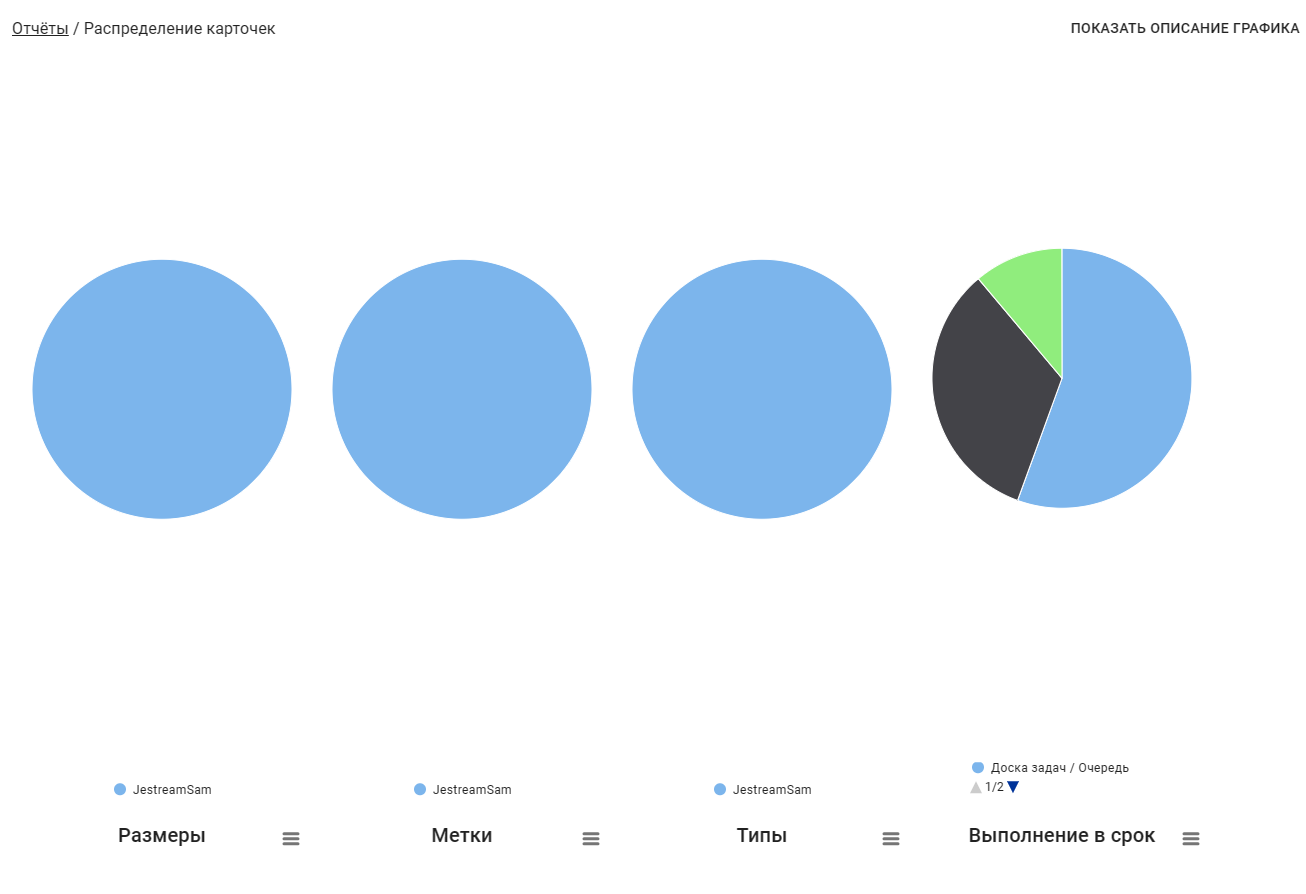 Отчёты / Распределение карточек
ПОКАЗАТЬ ОПИСАНИЕ ГРАФИКА
JestreamSam
JestreamSam
JestreamSam
Доска задач / Очередь
1/2
Размеры
Метки
Типы
Выполнение в срок